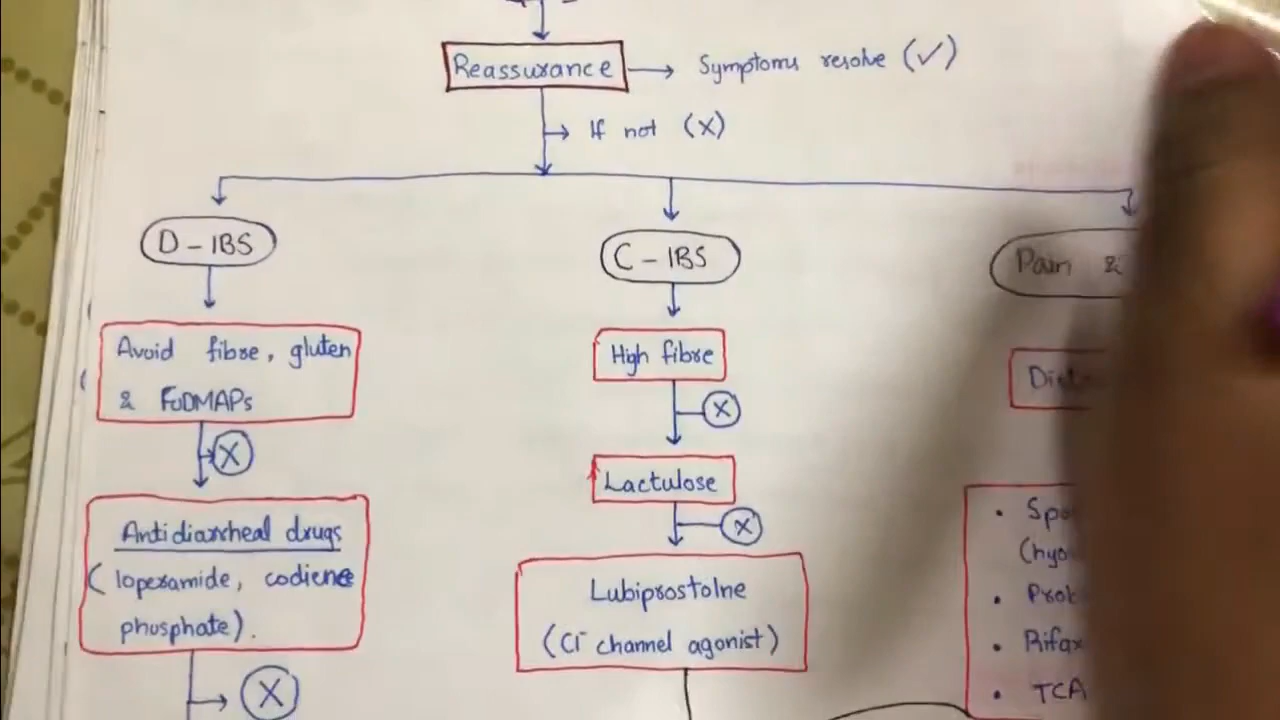 Reassurance → Symptoms resolve (✓)
→ If not (X)
D-IBS
C-IBS
Pain &
Avoid fibre, gluten
& FODMAPs
High fibre
X
X
Lactulose
X
Antidiarrheal drugs
(loperamide, codiene
phosphate).
Lubiprostolne
(Cl⁻ channel agonist)
X
• TCA